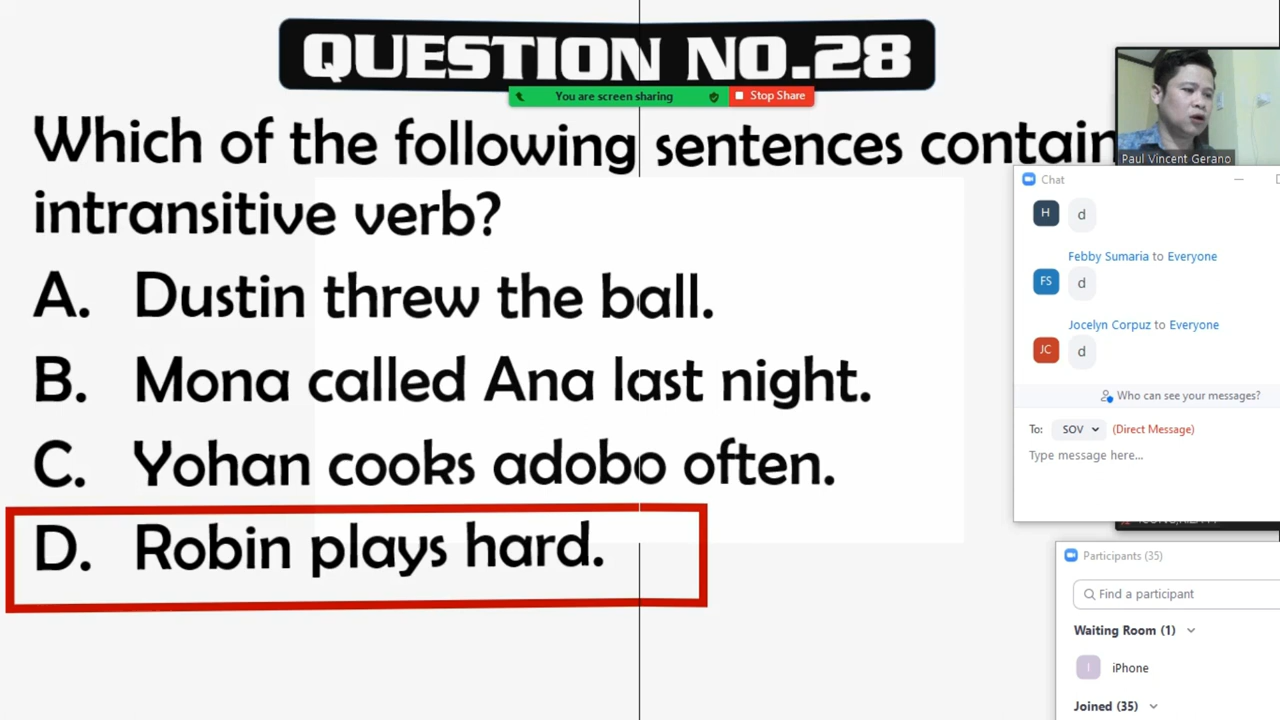 QUESTION NO.28
You are screen sharing
Stop Share
Which of the following sentences contain
intransitive verb?
A. Dustin threw the ball.
B. Mona called Ana last night.
C. Yohan cooks adobo often.
D. Robin plays hard.
Paul Vincent Gerano
Chat
H
d
Febby Sumaria to Everyone
FS
d
Jocelyn Corpuz to Everyone
JC
d
Who can see your messages?
To: SOV (Direct Message)
Type message here...
Participants (35)
Find a participant
Waiting Room (1)
I
iPhone
Joined (35)